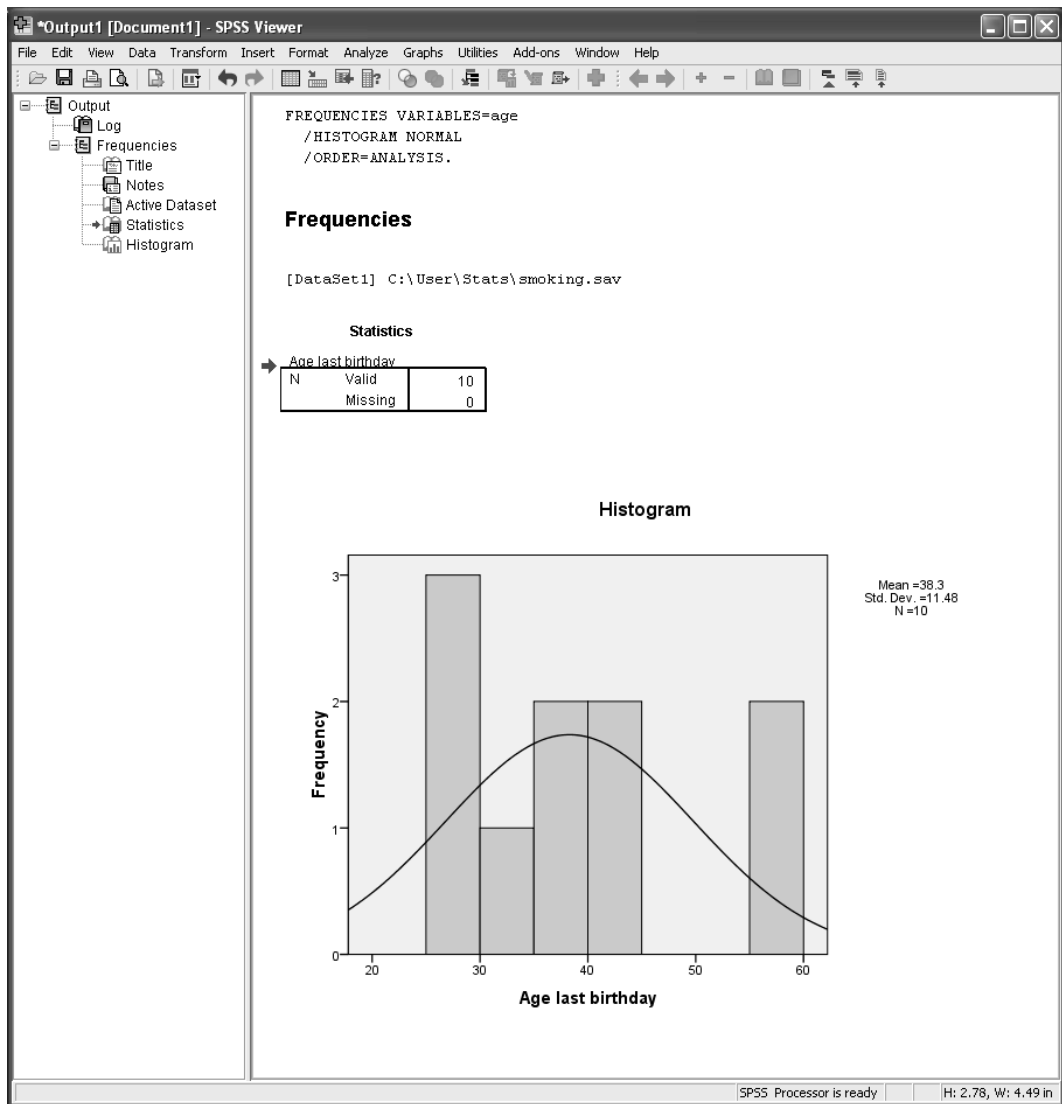 *Output1 [Document1] - SPSS Viewer
File Edit View Data Transform Insert Format Analyze Graphs Utilities Add-ons Window Help
Output
Log
Frequencies
Title
Notes
Active Dataset
Statistics
Histogram
FREQUENCIES VARIABLES=age
/HISTOGRAM NORMAL
/ORDER=ANALYSIS.
Frequencies
[DataSet1] C:\User\Stats\smoking.sav
Statistics
Age last birthday
N Valid 10
Missing 0
Histogram
Mean =38.3
Std. Dev. =11.48
N =10
3
2
1
0
Frequency
20 30 40 50 60
Age last birthday
SPSS Processor is ready H: 2.78, W: 4.49 in